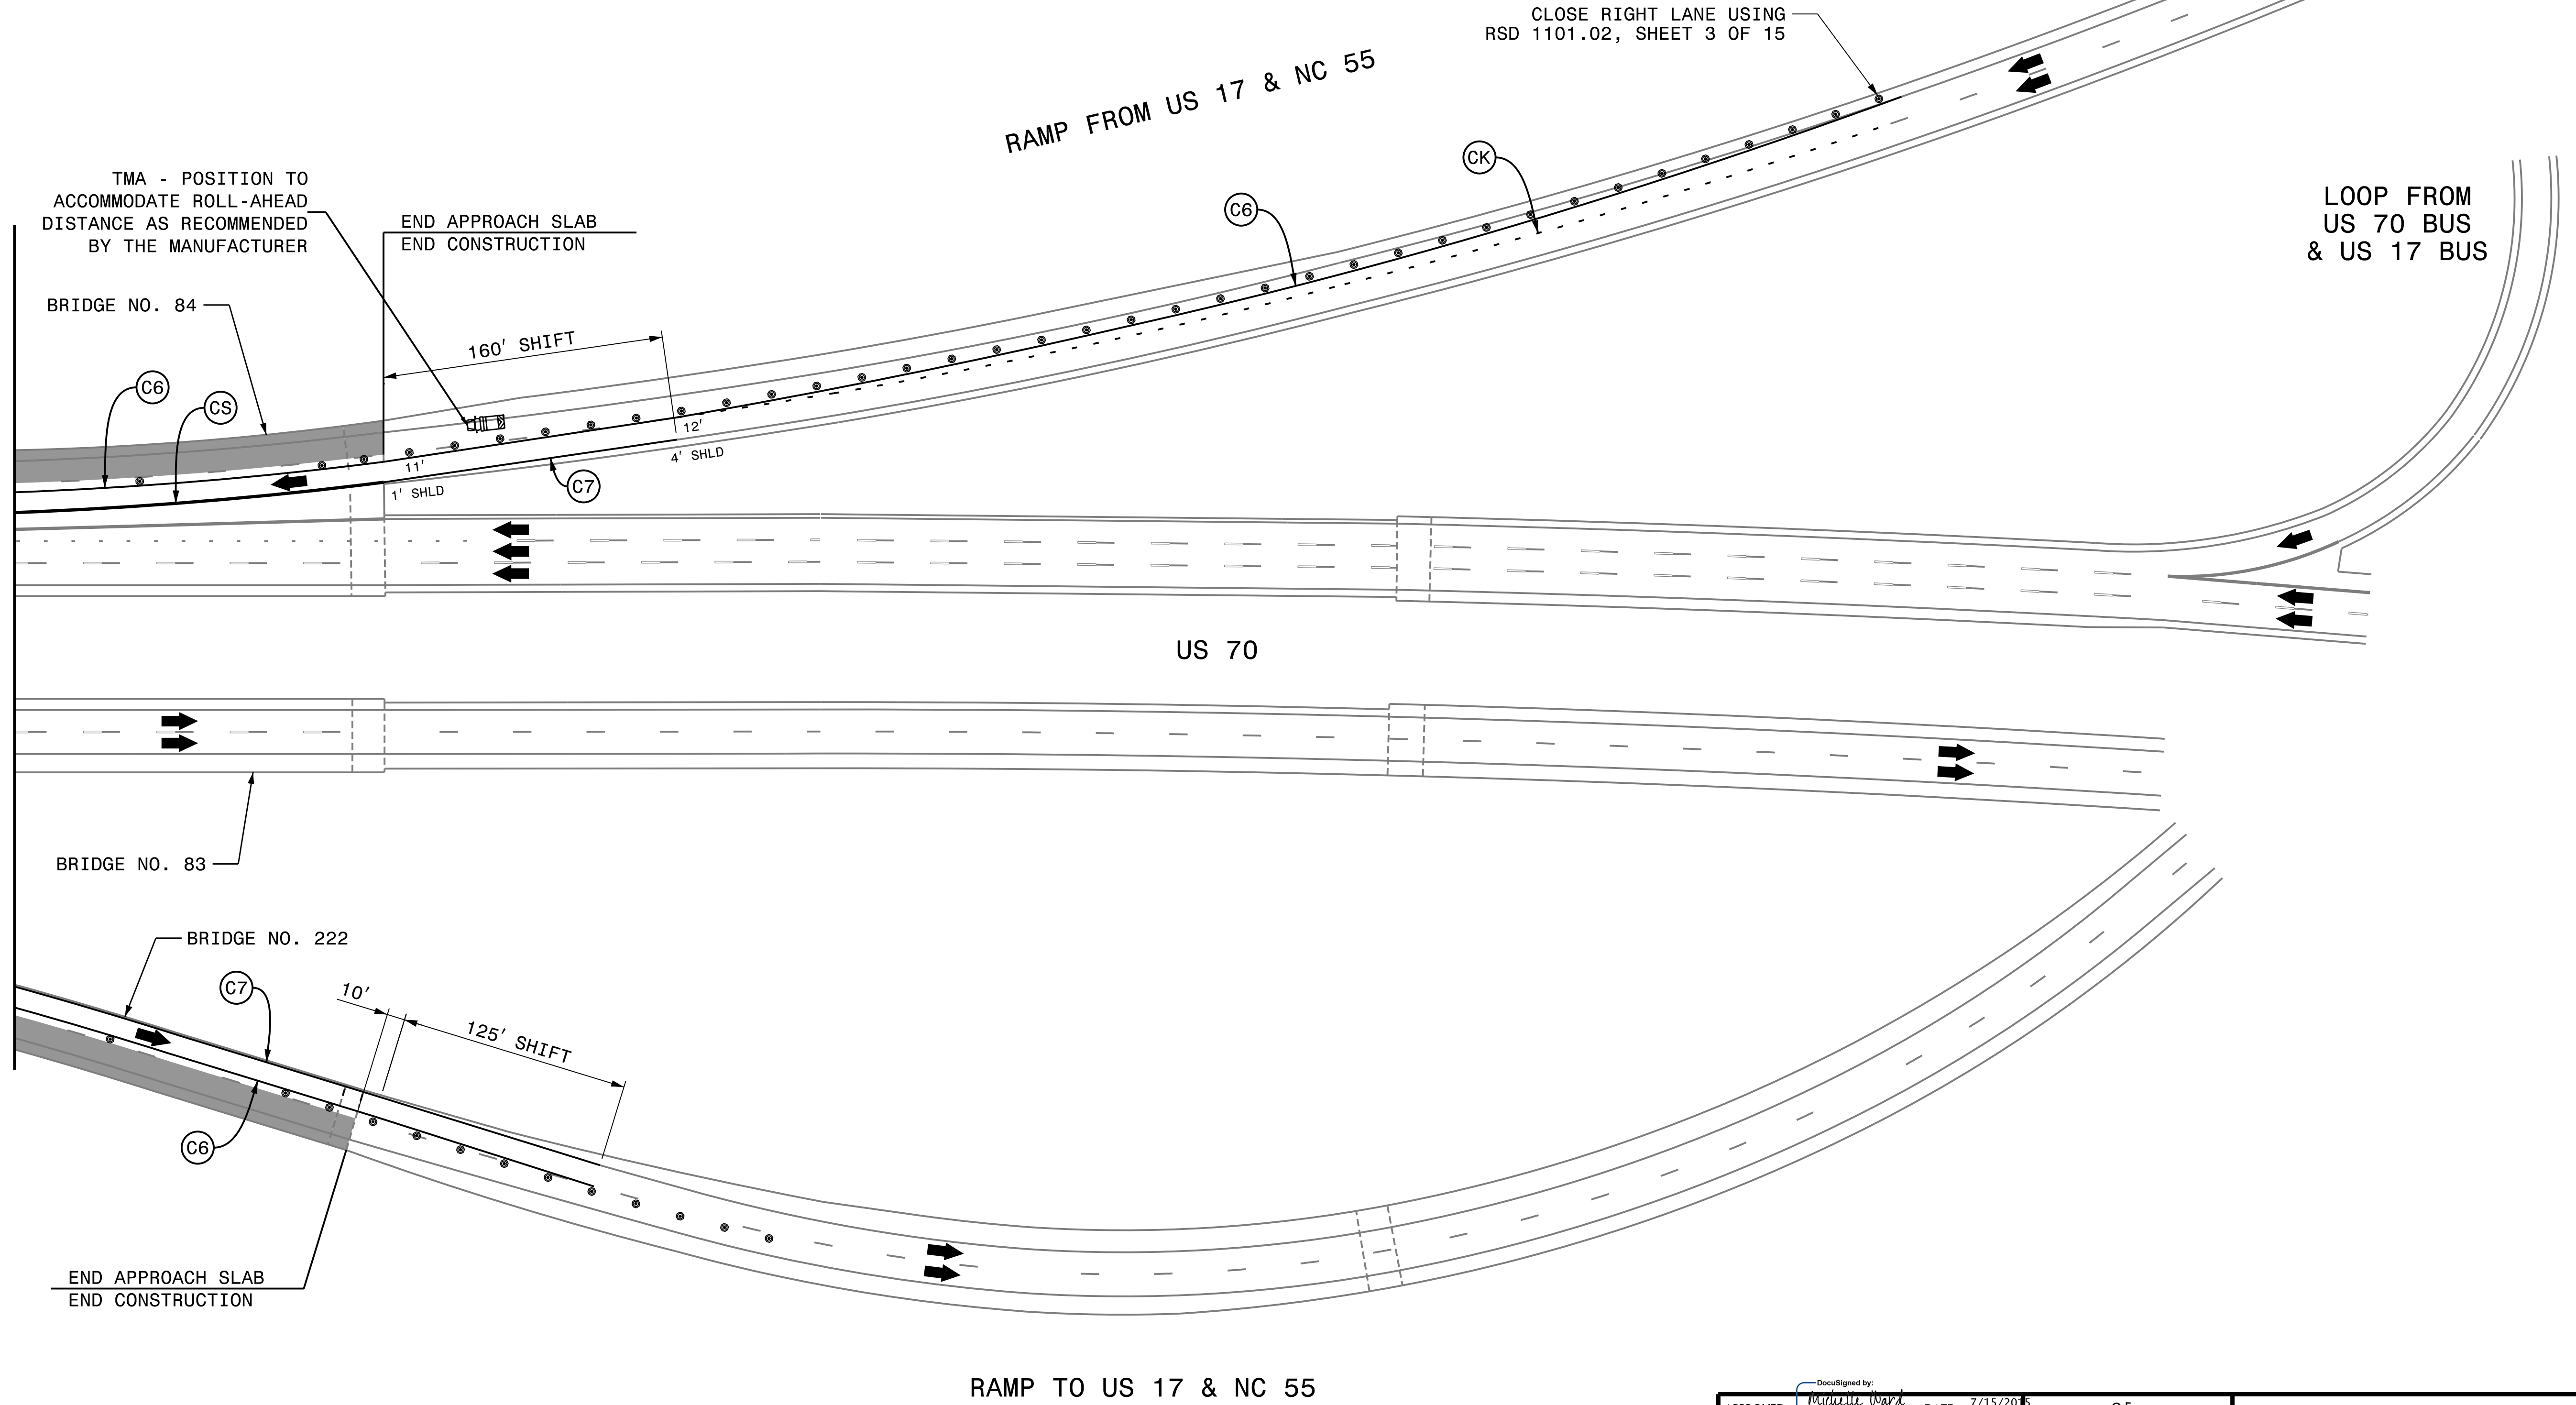 CLOSE RIGHT LANE USING
RSD 1101.02, SHEET 3 OF 15
RAMP FROM US 17 & NC 55
CK
C6
LOOP FROM
US 70 BUS
& US 17 BUS
TMA - POSITION TO
ACCOMMODATE ROLL-AHEAD
DISTANCE AS RECOMMENDED
BY THE MANUFACTURER
END APPROACH SLAB
END CONSTRUCTION
BRIDGE NO. 84
160' SHIFT
C6
CS
12'
4' SHLD
11'
1' SHLD
C7
US 70
BRIDGE NO. 83
BRIDGE NO. 222
C7
10'
125' SHIFT
C6
END APPROACH SLAB
END CONSTRUCTION
RAMP TO US 17 & NC 55
DocuSigned by:
Michelle Ward